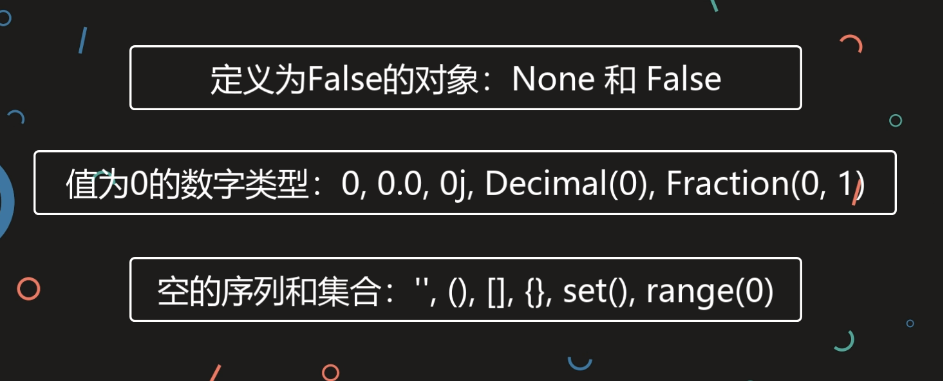 定义为False的对象：None 和 False
值为0的数字类型：0, 0.0, 0j, Decimal(0), Fraction(0, 1)
空的序列和集合：'', (), [], {}, set(), range(0)